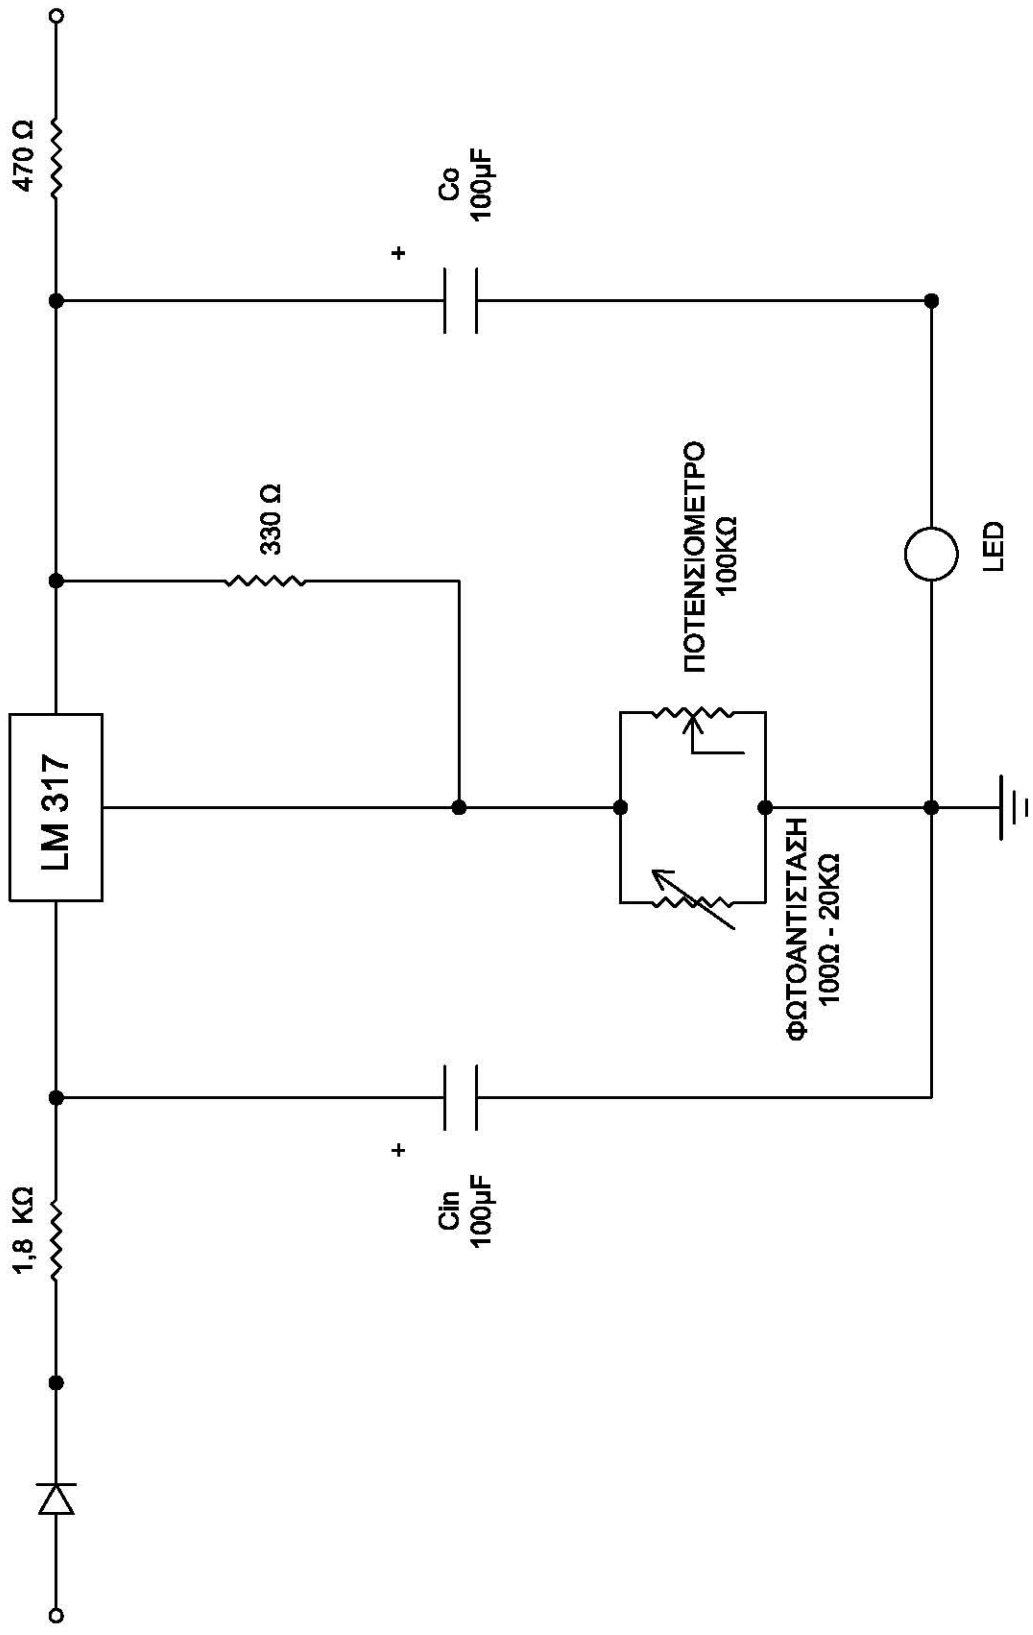 1,8 ΚΩ
LM 317
470 Ω
330 Ω
Cin
100μF
Co
100μF
ΠΟΤΕΝΣΙΟΜΕΤΡΟ
100ΚΩ
ΦΩΤΟΑΝΤΙΣΤΑΣΗ
100Ω - 20ΚΩ
LED
+
+